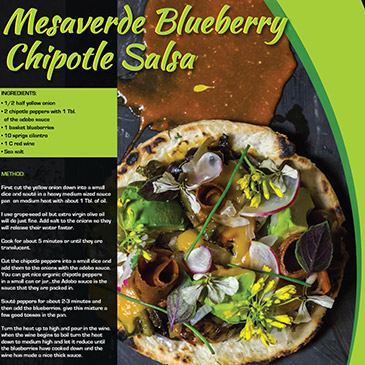 Mesaverde Blueberry
Chipotle Salsa
INGREDIENTS:
• 1/2 half yellow onion
• 2 chipotle peppers with 1 Tbl.
of the adobo sauce
• 1 basket blueberries
• 10 sprigs cilantro
• 1 C red wine
• Sea salt
METHOD:
First cut the yellow onion down into a small
dice and sauté in a heavy medium sized sauce
pan on medium heat with about 1 Tbl. of oil.
I use grape-seed oil but extra virgin olive oil
will do just fine. Add salt to the onions so they
will release their water faster.
Cook for about 5 minutes or until they are
translucent.
Cut the chipotle peppers into a small dice and
add them to the onions with the adobo sauce.
You can get nice organic chipotle peppers
in a small can or jar, the Adobo sauce is the
sauce that they are packed in.
Sauté peppers for about 2-3 minutes and
then add the blueberries, give this mixture a
few good tosses in the pan.
Turn the heat up to high and pour in the wine,
when the wine begins to boil turn the heat
down to medium high and let it reduce until
the blueberries have cooked down and the
wine has made a nice thick sauce.